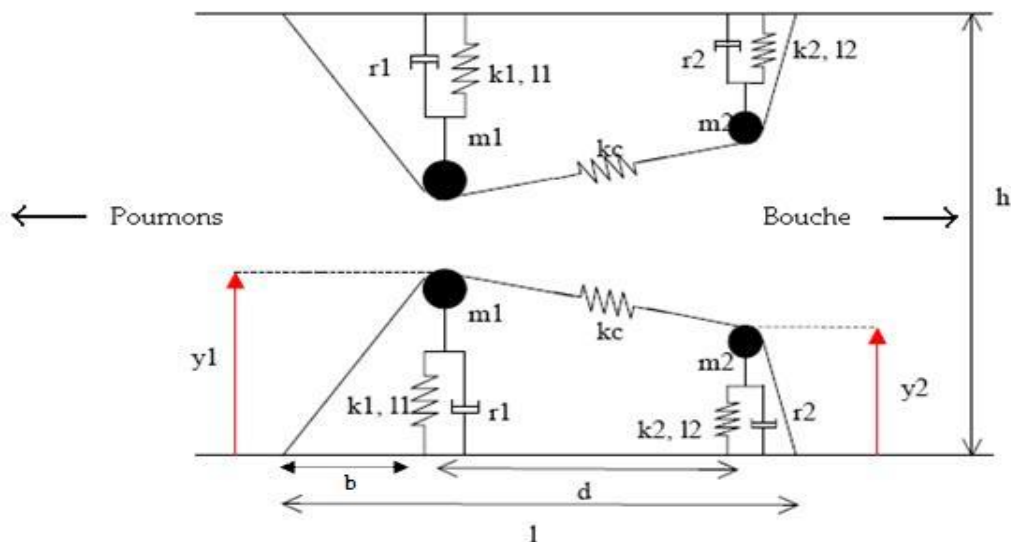 r1
k1, l1
r2
k2, l2
m1
m2
kc
Poumons
Bouche
h
m1
kc
m2
y1
k1, l1
r1
k2, l2
r2
y2
b
d
l